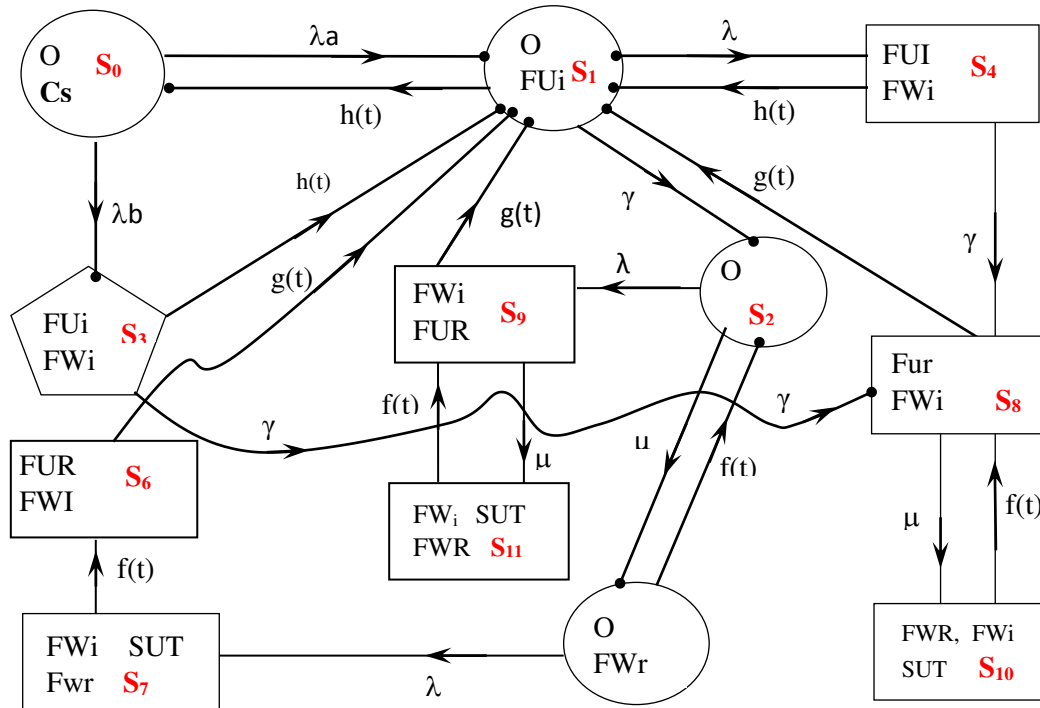 O S0
Cs
λa
h(t)
O
FUi S1
λ
h(t)
FUI S4
FWi
λb
h(t)
g(t)
g(t)
γ
g(t)
γ
FUi S3
FWi
FWi S9
FUR
λ
O
S2
Fur
FWi S8
γ
f(t)
μ
μ
f(t)
γ
FUR S6
FWI
FWi SUT
FWR S11
μ
f(t)
f(t)
FWi SUT
Fwr S7
λ
O
FWr
FWR, FWi
SUT S10